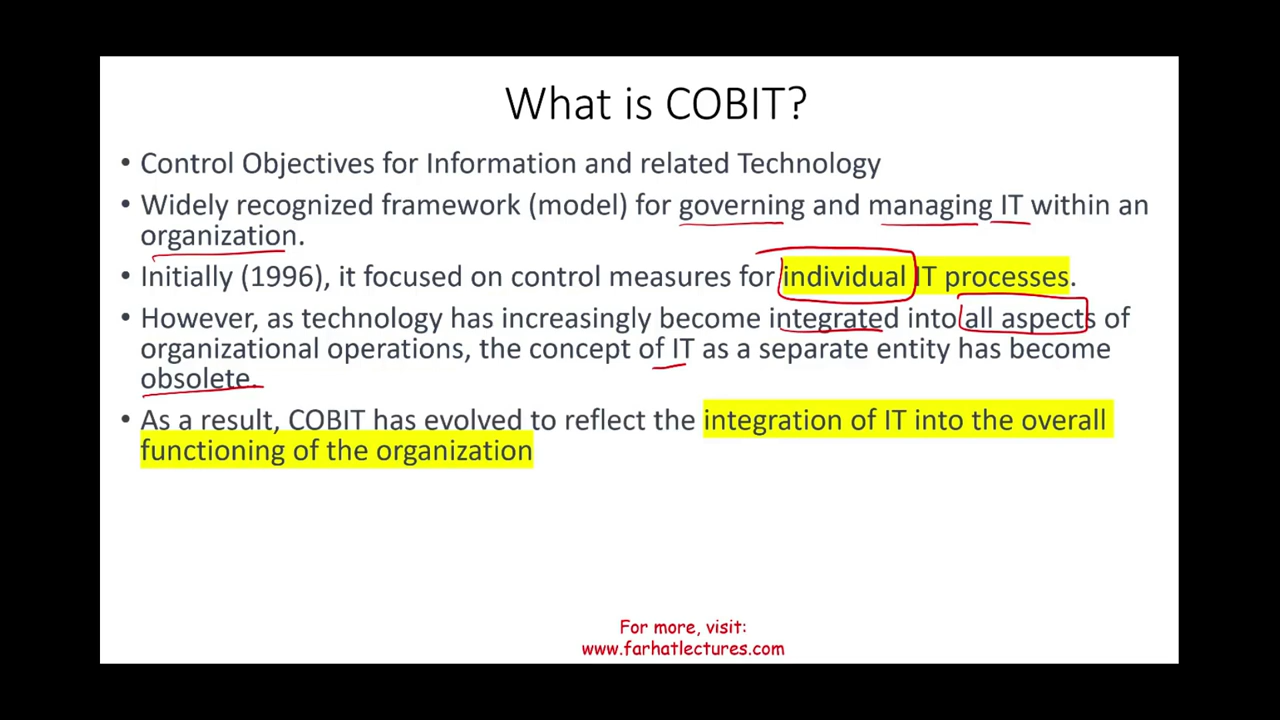 What is COBIT?
• Control Objectives for Information and related Technology
• Widely recognized framework (model) for governing and managing IT within an
organization.
• Initially (1996), it focused on control measures for individual IT processes.
• However, as technology has increasingly become integrated into all aspects of
organizational operations, the concept of IT as a separate entity has become
obsolete.
• As a result, COBIT has evolved to reflect the integration of IT into the overall
functioning of the organization
For more, visit:
www.farhatlectures.com